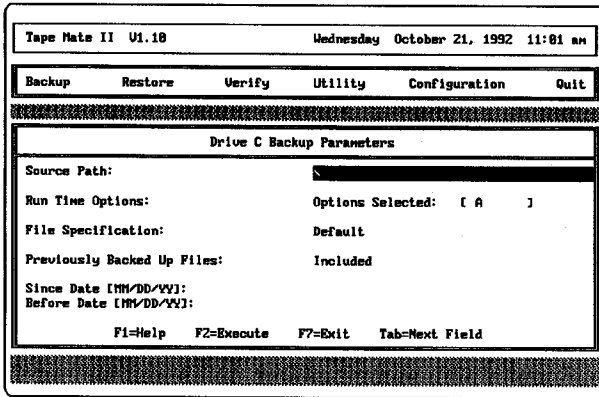 Tape Mate II V1.10 Wednesday October 21, 1992 11:01 am
Backup Restore Verify Utility Configuration Quit
Drive C Backup Parameters
Source Path: \
Run Time Options: Options Selected: [ A ]
File Specification: Default
Previously Backed Up Files: Included
Since Date [MM/DD/YY]:
Before Date [MM/DD/YY]:
F1=Help F2=Execute F7=Exit Tab=Next Field